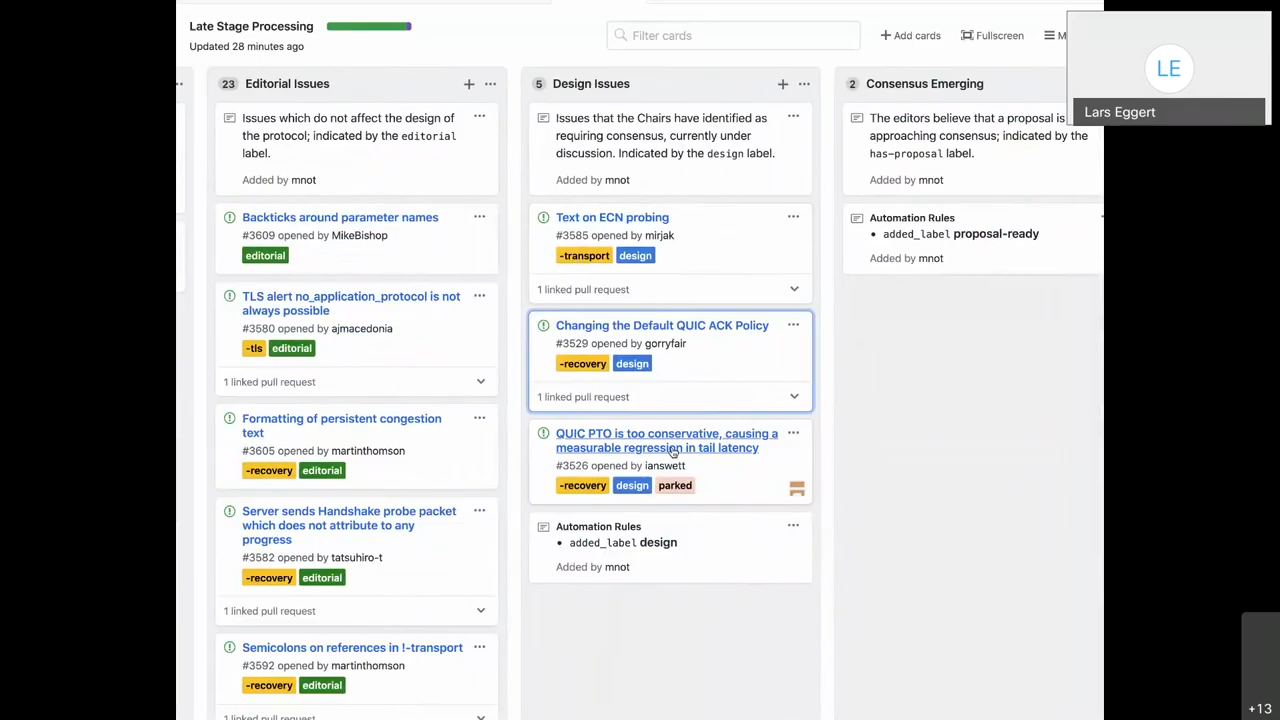 Late Stage Processing
Updated 28 minutes ago
Filter cards
Add cards
Fullscreen
M
LE
Lars Eggert
23 Editorial Issues
Issues which do not affect the design of
the protocol; indicated by the editorial
label.
Added by mnot
Backticks around parameter names
#3609 opened by MikeBishop
editorial
TLS alert no_application_protocol is not
always possible
#3580 opened by ajmacedonia
-tls editorial
1 linked pull request
Formatting of persistent congestion
text
#3605 opened by martinthomson
-recovery editorial
Server sends Handshake probe packet
which does not attribute to any
progress
#3582 opened by tatsuhiro-t
-recovery editorial
1 linked pull request
Semicolons on references in !-transport
#3592 opened by martinthomson
-recovery editorial
1 linked pull request
5 Design Issues
Issues that the Chairs have identified as
requiring consensus, currently under
discussion. Indicated by the design label.
Added by mnot
Text on ECN probing
#3585 opened by mirjak
-transport design
1 linked pull request
Changing the Default QUIC ACK Policy
#3529 opened by gorryfair
-recovery design
1 linked pull request
QUIC PTO is too conservative, causing a
measurable regression in tail latency
#3526 opened by ianswett
-recovery design parked
Automation Rules
• added_label design
Added by mnot
2 Consensus Emerging
The editors believe that a proposal is
approaching consensus; indicated by the
has-proposal label.
Added by mnot
Automation Rules
• added_label proposal-ready
Added by mnot
+13